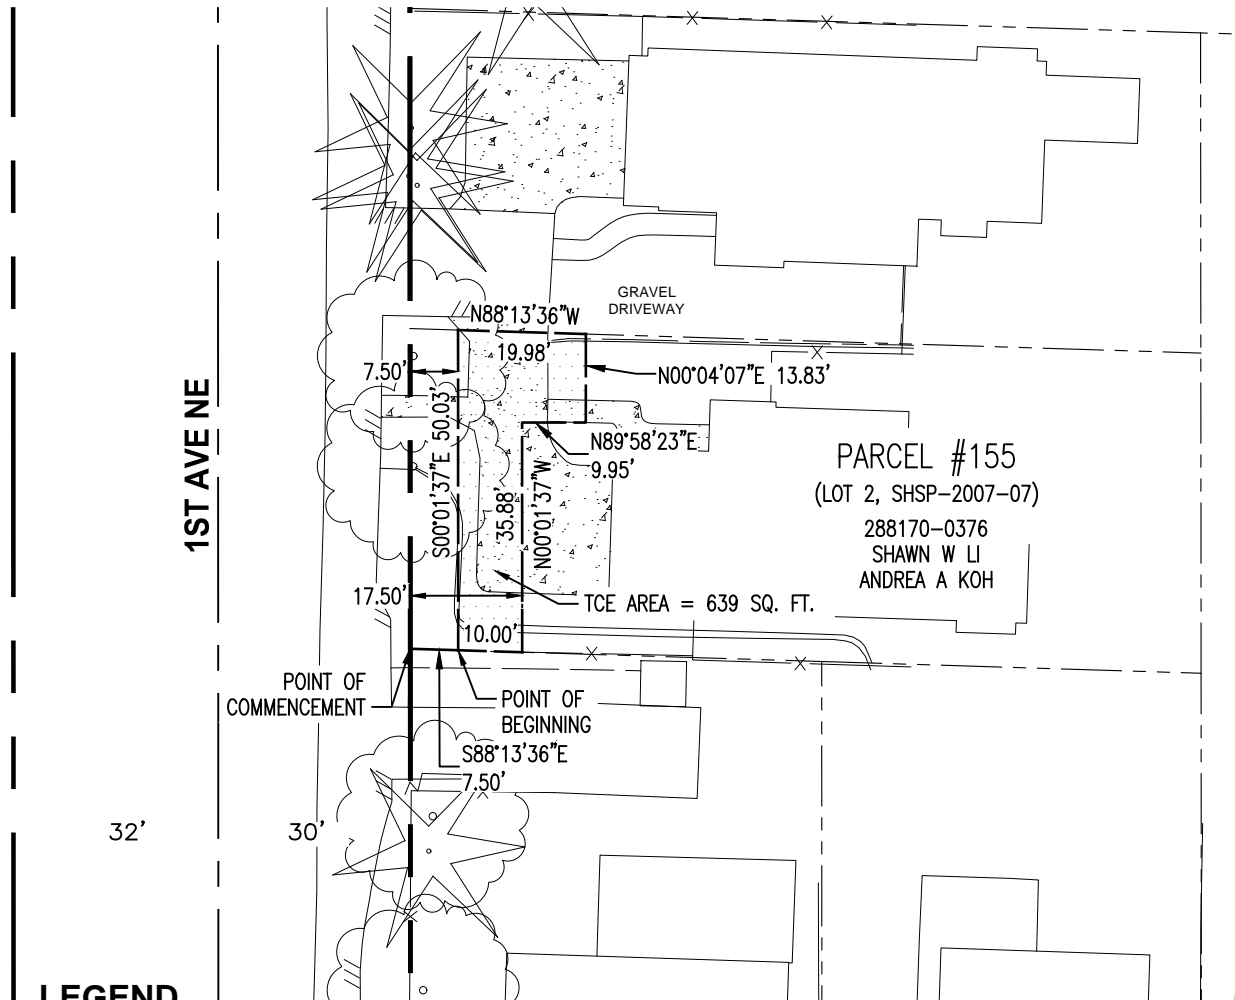 GRAVEL
DRIVEWAY
N88°13'36"W
19.98'
7.50'
N00°04'07"E 13.83'
S00°01'37"E 50.03'
N89°58'23"E
9.95'
35.88'
N00°01'37"W
1ST AVE NE
PARCEL #155
(LOT 2, SHSP-2007-07)
288170-0376
SHAWN W LI
ANDREA A KOH
17.50'
TCE AREA = 639 SQ. FT.
10.00'
POINT OF
COMMENCEMENT
POINT OF
BEGINNING
S88°13'36"E
7.50'
32'
30'
LEGEND